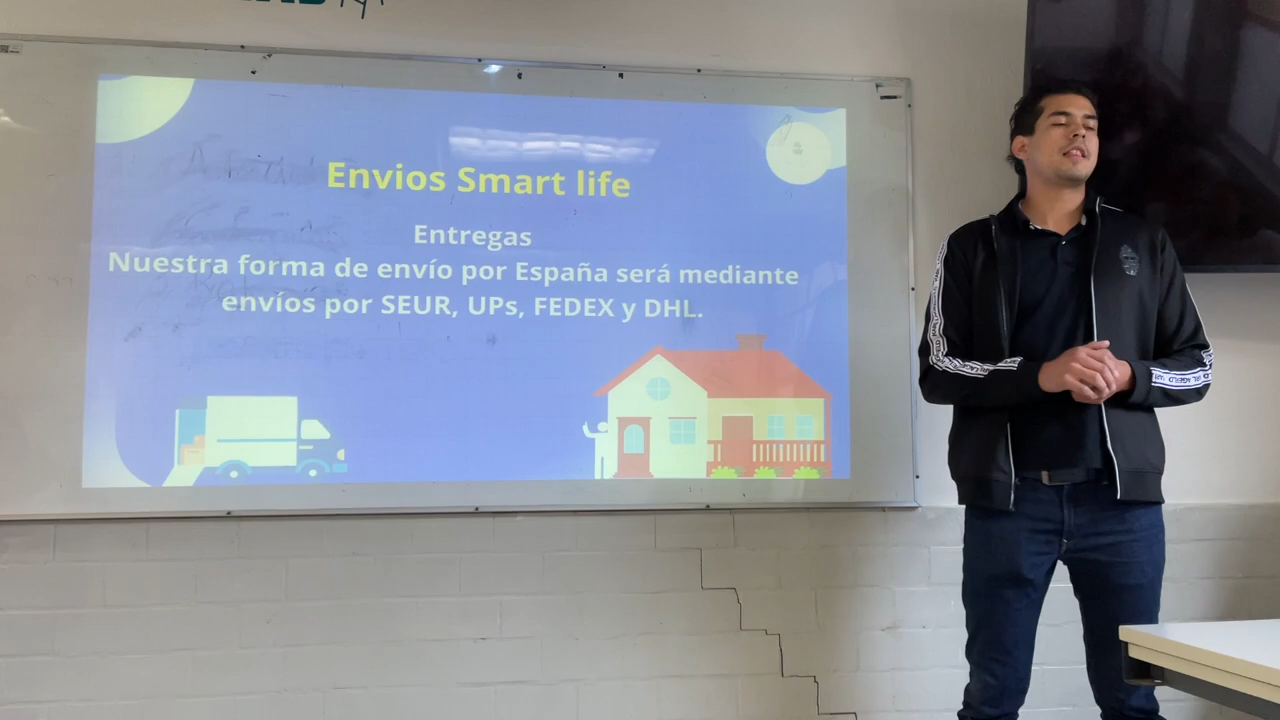 Envios Smart life
Entregas
Nuestra forma de envío por España será mediante
envíos por SEUR, UPs, FEDEX y DHL.